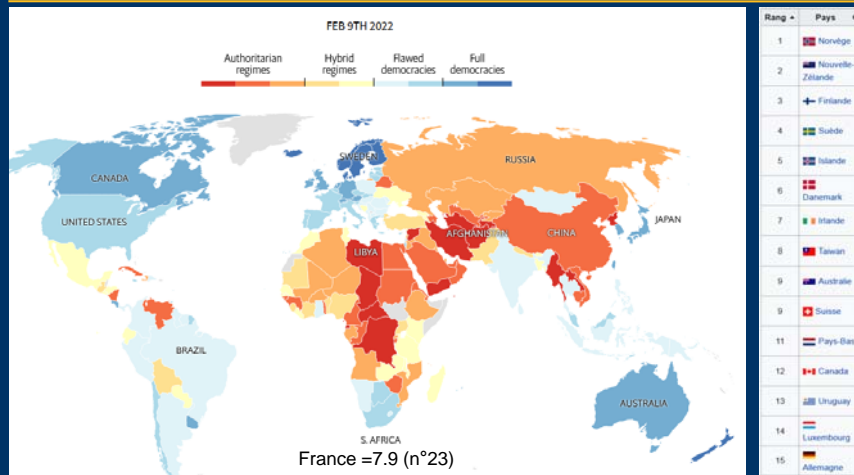 FEB 9TH 2022
Authoritarian regimes
Hybrid regimes
Flawed democracies
Full democracies
CANADA
UNITED STATES
BRAZIL
SWEDEN
RUSSIA
LIBYA
AFGHANISTAN
CHINA
JAPAN
S. AFRICA
AUSTRALIA
France =7.9 (n°23)
Rang Pays
1 Norvège
2 Nouvelle-
Zélande
3 Finlande
4 Suède
5 Islande
6 Danemark
7 Irlande
8 Taiwan
9 Australie
9 Suisse
11 Pays-Bas
12 Canada
13 Uruguay
14 Luxembourg
15 Allemagne